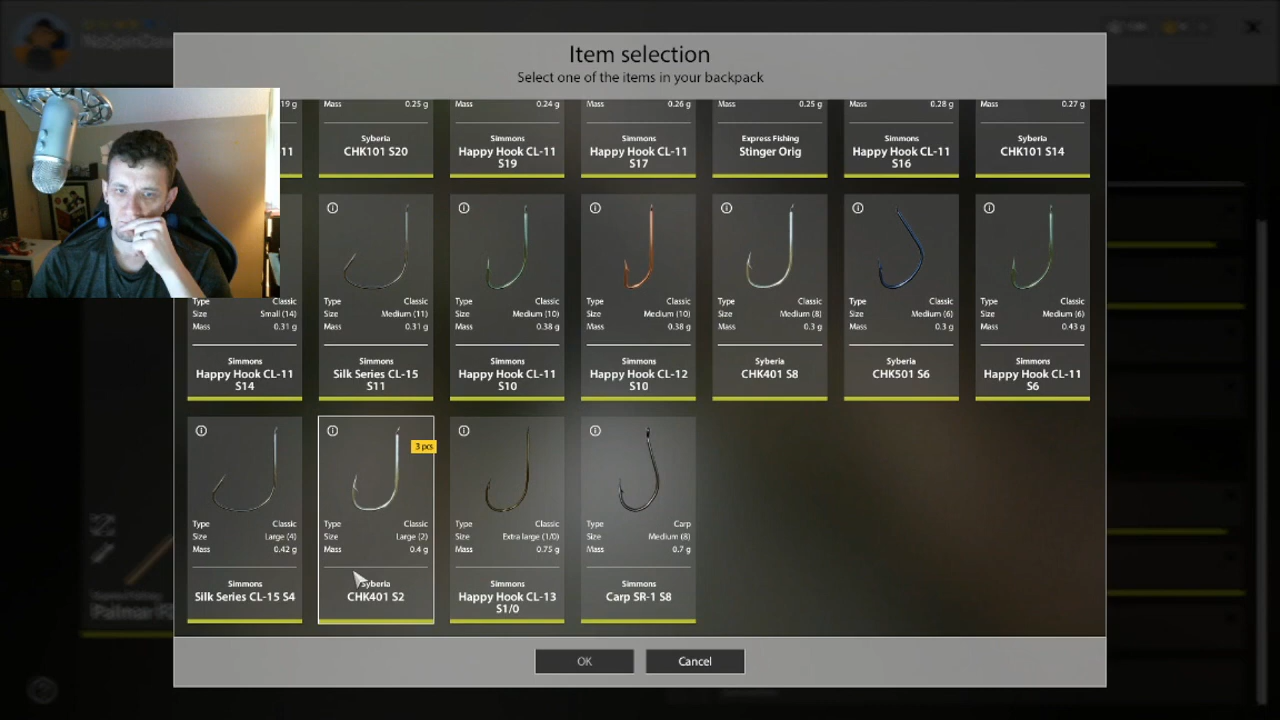 Item selection
Select one of the items in your backpack
19 g
Mass 0.25 g
Mass 0.24 g
Mass 0.26 g
Mass 0.25 g
Mass 0.28 g
Mass 0.27 g
11
Syberia
CHK101 S20
Simmons
Happy Hook CL-11
S19
Simmons
Happy Hook CL-11
S17
Express Fishing
Stinger Orig
Simmons
Happy Hook CL-11
S16
Syberia
CHK101 S14
Type Classic
Size Small (14)
Mass 0.31 g
Simmons
Happy Hook CL-11
S14
Type Classic
Size Medium (11)
Mass 0.31 g
Simmons
Silk Series CL-15
S11
Type Classic
Size Medium (10)
Mass 0.38 g
Simmons
Happy Hook CL-11
S10
Type Classic
Size Medium (10)
Mass 0.38 g
Simmons
Happy Hook CL-12
S10
Type Classic
Size Medium (8)
Mass 0.3 g
Syberia
CHK401 S8
Type Classic
Size Medium (6)
Mass 0.3 g
Syberia
CHK501 S6
Type Classic
Size Medium (6)
Mass 0.43 g
Simmons
Happy Hook CL-11
S6
Type Classic
Size Large (4)
Mass 0.42 g
Simmons
Silk Series CL-15 S4
3 pcs
Type Classic
Size Large (2)
Mass 0.4 g
Syberia
CHK401 S2
Type Classic
Size Extra large (1/0)
Mass 0.75 g
Simmons
Happy Hook CL-13
S1/0
Type Carp
Size Medium (8)
Mass 0.7 g
Simmons
Carp SR-1 S8
OK
Cancel